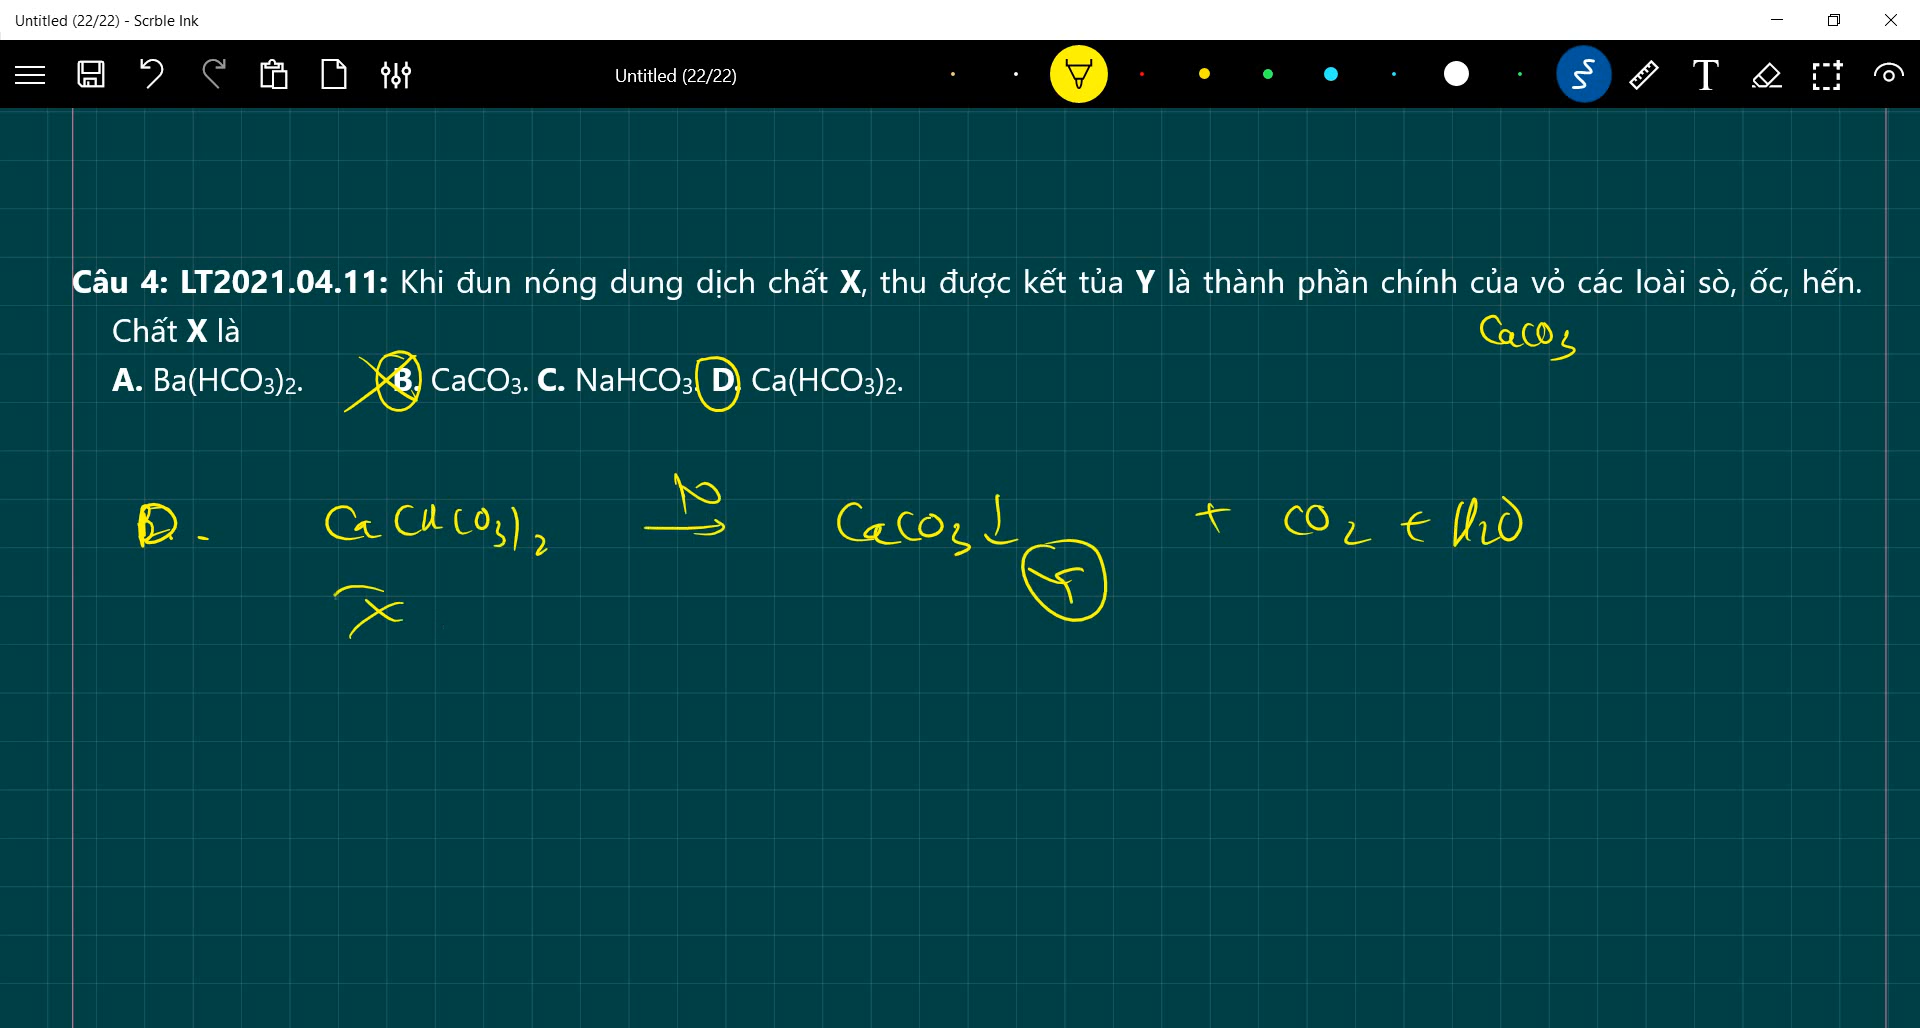 Untitled (22/22) - Scrble Ink
Untitled (22/22)
T
Câu 4: LT2021.04.11: Khi đun nóng dung dịch chất X, thu được kết tủa Y là thành phần chính của vỏ các loài sò, ốc, hến.
Chất X là
CaCO3
A. Ba(HCO3)2. B. CaCO3. C. NaHCO3. D. Ca(HCO3)2.
D. Ca(HCO3)2 → CaCO3↓ + CO2 + H2O
X
Y